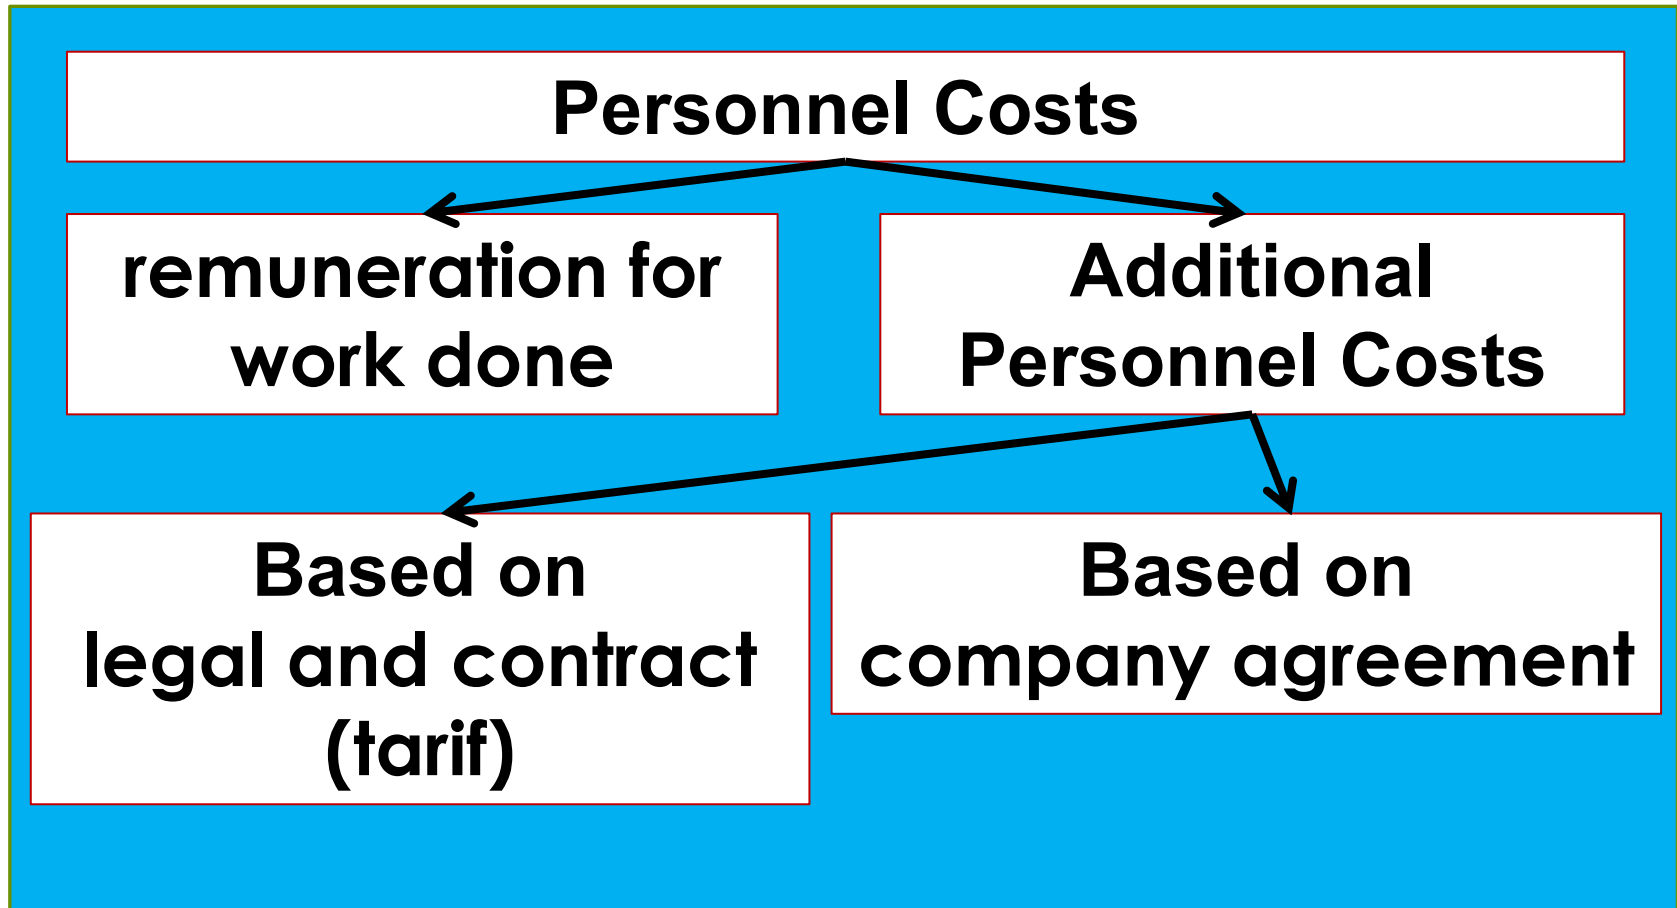 Personnel Costs
remuneration for
work done
Additional
Personnel Costs
Based on
legal and contract
(tarif)
Based on
company agreement